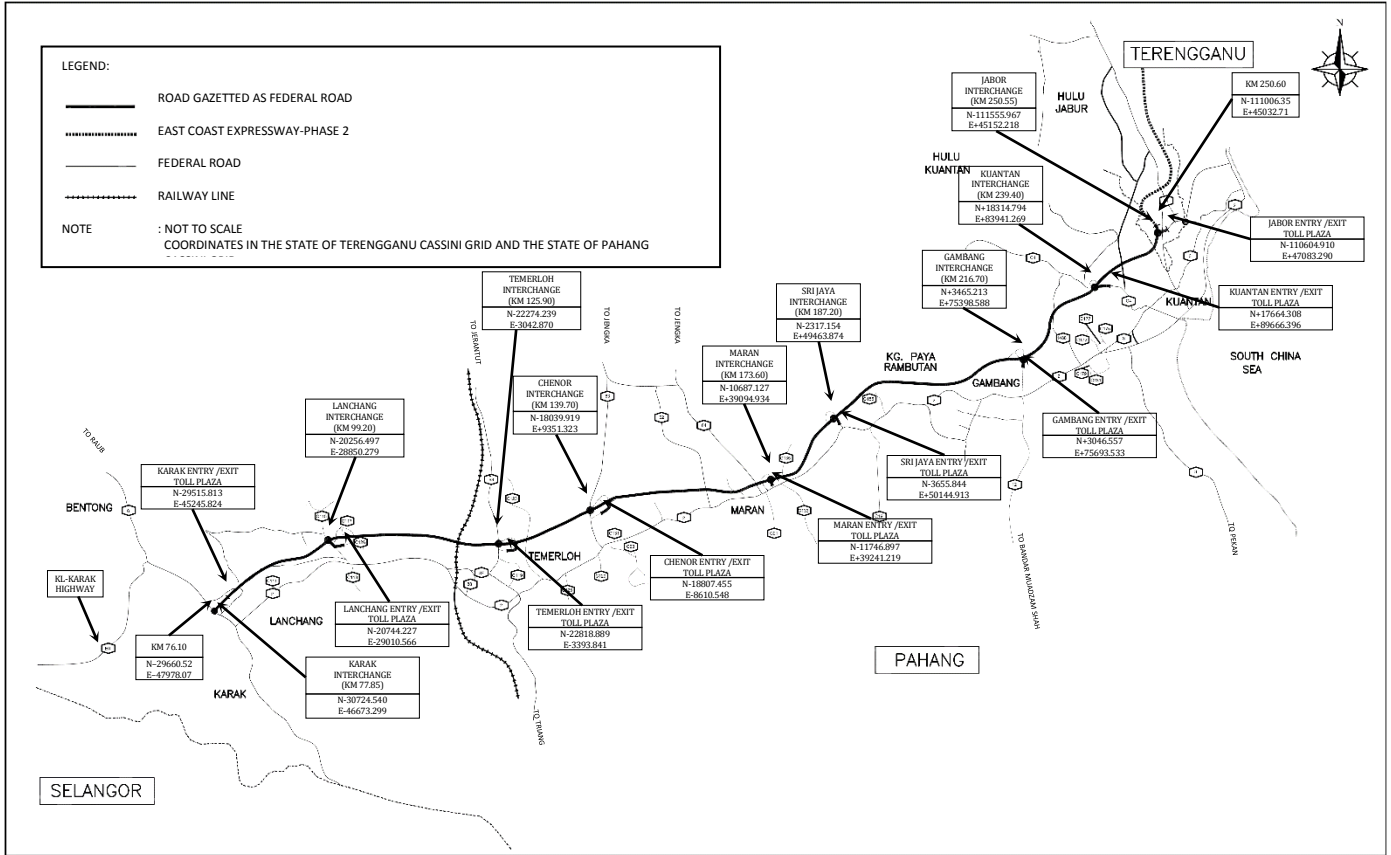 LEGEND:
ROAD GAZETTED AS FEDERAL ROAD
EAST COAST EXPRESSWAY-PHASE 2
FEDERAL ROAD
RAILWAY LINE
NOTE : NOT TO SCALE
COORDINATES IN THE STATE OF TERENGGANU CASSINI GRID AND THE STATE OF PAHANG
N
TERENGGANU
JABOR
INTERCHANGE
(KM 250.55)
N-111555.967
E+45152.218
HULU
JABUR
KM 250.60
N-111006.35
E+45032.71
HULU
KUANTAN
KUANTAN
INTERCHANGE
(KM 239.40)
N+18314.794
E+83941.269
JABOR ENTRY /EXIT
TOLL PLAZA
N-110604.910
E+47083.290
GAMBANG
INTERCHANGE
(KM 216.70)
N+3465.213
E+75398.588
KUANTAN
KUANTAN ENTRY /EXIT
TOLL PLAZA
N+17664.308
E+89666.396
TEMERLOH
INTERCHANGE
(KM 125.90)
N-22274.239
E-3042.870
SRI JAYA
INTERCHANGE
(KM 187.20)
N-2317.154
E+49463.874
TO JERANTUT
TO JENGKA
TO JENGKA
MARAN
INTERCHANGE
(KM 173.60)
N-10687.127
E+39094.934
KG. PAYA
RAMBUTAN
GAMBANG
SOUTH CHINA
SEA
CHENOR
INTERCHANGE
(KM 139.70)
N-18039.919
E+9351.323
LANCHANG
INTERCHANGE
(KM 99.20)
N-20256.497
E-28850.279
GAMBANG ENTRY /EXIT
TOLL PLAZA
N+3046.557
E+75693.533
TO RAUB
KARAK ENTRY /EXIT
TOLL PLAZA
N-29515.813
E-45245.824
SRI JAYA ENTRY /EXIT
TOLL PLAZA
N-3655.844
E+50144.913
BENTONG
MARAN
MARAN ENTRY /EXIT
TOLL PLAZA
N-11746.897
E+39241.219
TO PEKAN
TO BANDAR MUADZAM SHAH
TEMERLOH
CHENOR ENTRY /EXIT
TOLL PLAZA
N-18807.455
E-8610.548
KL-KARAK
HIGHWAY
LANCHANG
LANCHANG ENTRY /EXIT
TOLL PLAZA
N-20744.227
E-29010.566
TEMERLOH ENTRY /EXIT
TOLL PLAZA
N-22818.889
E-3393.841
KM 76.10
N-29660.52
E-47978.07
KARAK
INTERCHANGE
(KM 77.85)
N-30724.540
E-46673.299
KARAK
TO TRIANG
PAHANG
SELANGOR